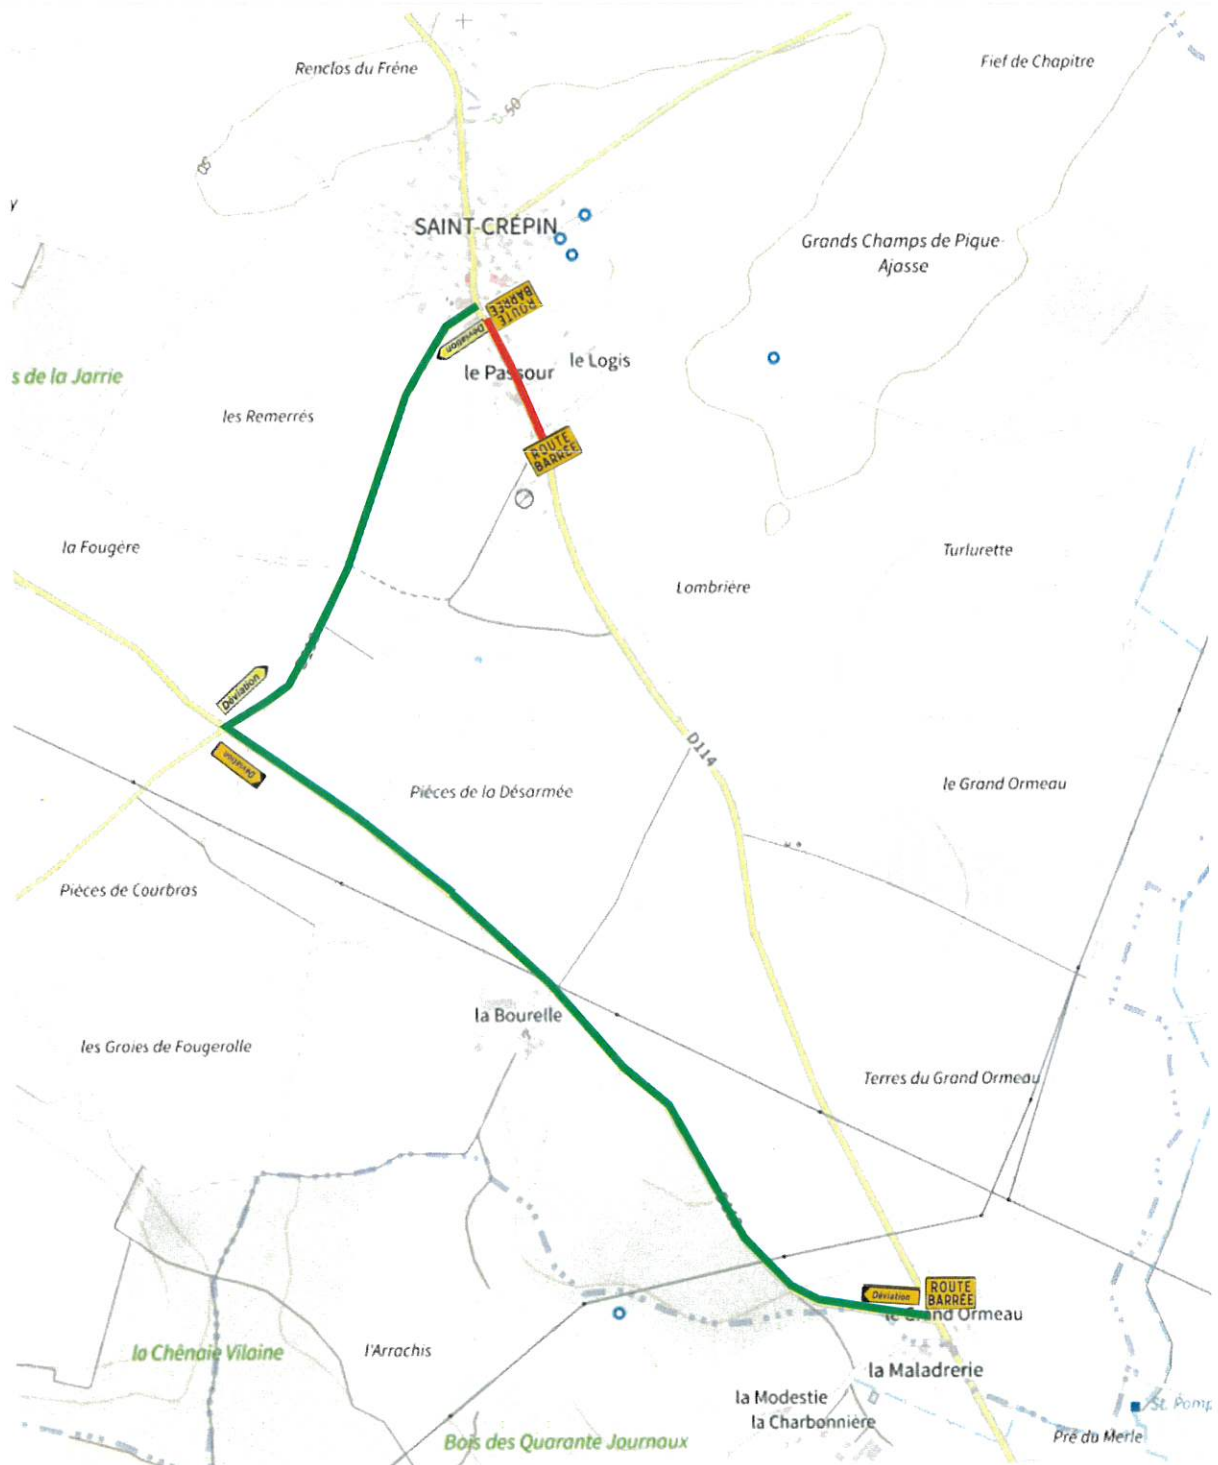 Renclos du Frêne
Fief de Chapitre
50
50
y
SAINT-CRÉPIN
Grands Champs de Pique-
Ajasse
ROUTE
BARRÉE
Déviation
le Logis
le Passour
s de la Jarrie
les Remerrés
ROUTE
BARRÉE
la Fougère
Turlurette
Lombrière
Déviation
D114
Déviation
le Grand Ormeau
Pièces de la Désarmée
Pièces de Courbras
la Bourelle
les Groies de Fougerolle
Terres du Grand Ormeau
Déviation
ROUTE
BARRÉE
le Grand Ormeau
l'Arrachis
la Chênaie Vilaine
la Maladrerie
la Modestie
la Charbonnière
St. Pomp
Pré du Merle
Bois des Quarante Journaux